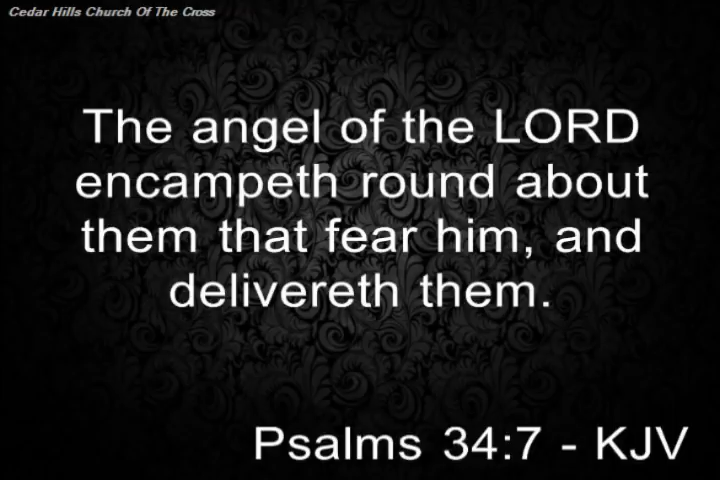 Cedar Hills Church Of The Cross
The angel of the LORD
encampeth round about
them that fear him, and
delivereth them.
Psalms 34:7 - KJV